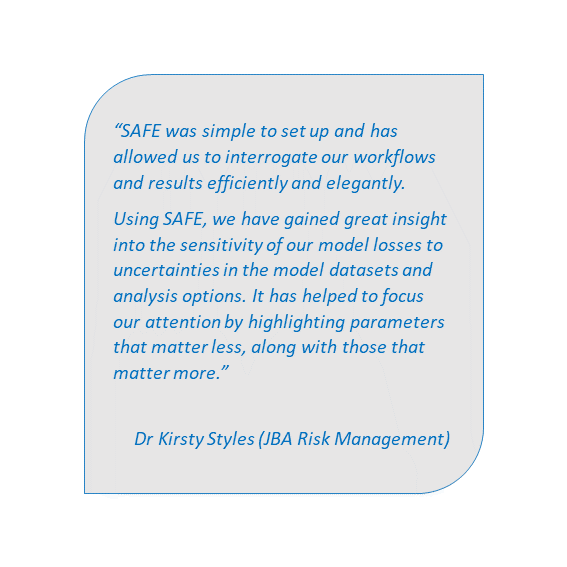 “SAFE was simple to set up and has
allowed us to interrogate our workflows
and results efficiently and elegantly.
Using SAFE, we have gained great insight
into the sensitivity of our model losses to
uncertainties in the model datasets and
analysis options. It has helped to focus
our attention by highlighting parameters
that matter less, along with those that
matter more.”
Dr Kirsty Styles (JBA Risk Management)